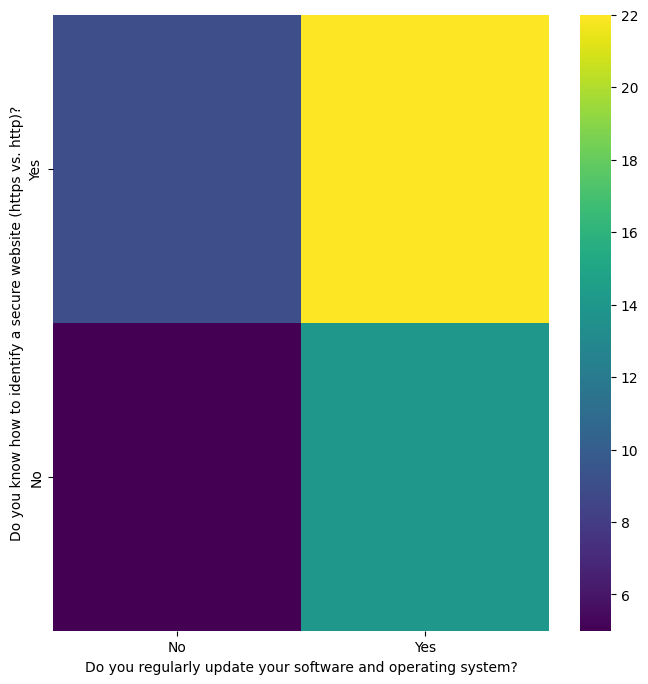 Do you know how to identify a secure website (https vs. http)?
Yes
No
No
Yes
Do you regularly update your software and operating system?
22
20
18
16
14
12
10
8
6